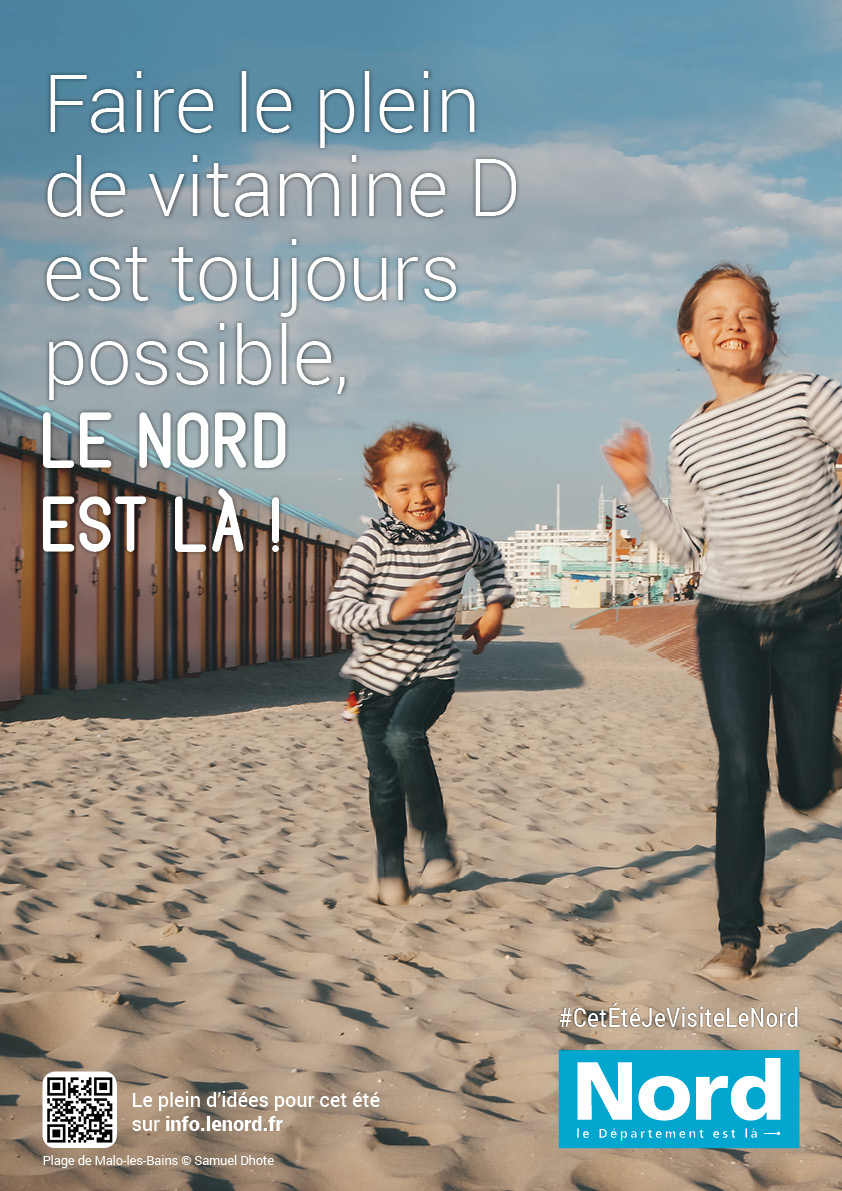 Faire le plein
de vitamine D
est toujours
possible,
LE NORD
EST LÀ !
#CetÉtéJeVisiteLeNord
Nord
le Département est là
Le plein d'idées pour cet été
sur info.lenord.fr
Plage de Malo-les-Bains © Samuel Dhote